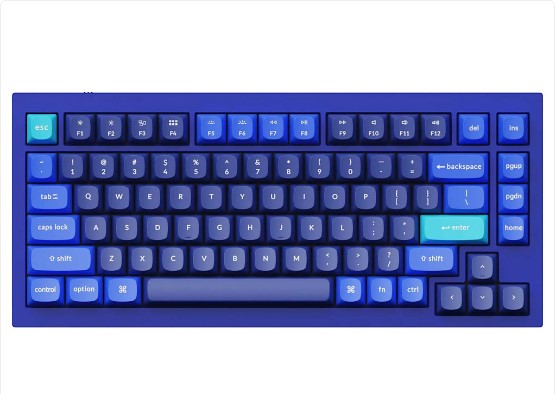 esc F1 F2 F3 F4 F5 F6 F7 F8 F9 F10 F11 F12 del ins
~ ` ! 1 @ 2 # 3 $ 4 % 5 ^ 6 & 7 * 8 ( 9 ) 0 — - + = backspace pgup
tab Q W E R T Y U I O P { [ } ] | \ pgdn
caps lock A S D F G H J K L : ; " ' enter home
shift Z X C V B N M < , > . ? / shift
control option ⌘ ⌘ fn ctrl